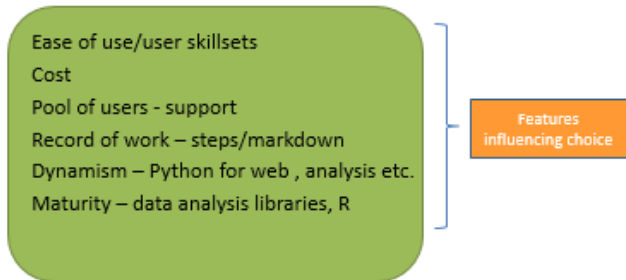 Ease of use/user skillsets
Cost
Pool of users - support
Record of work – steps/markdown
Dynamism – Python for web , analysis etc.
Maturity – data analysis libraries, R
Features
influencing choice